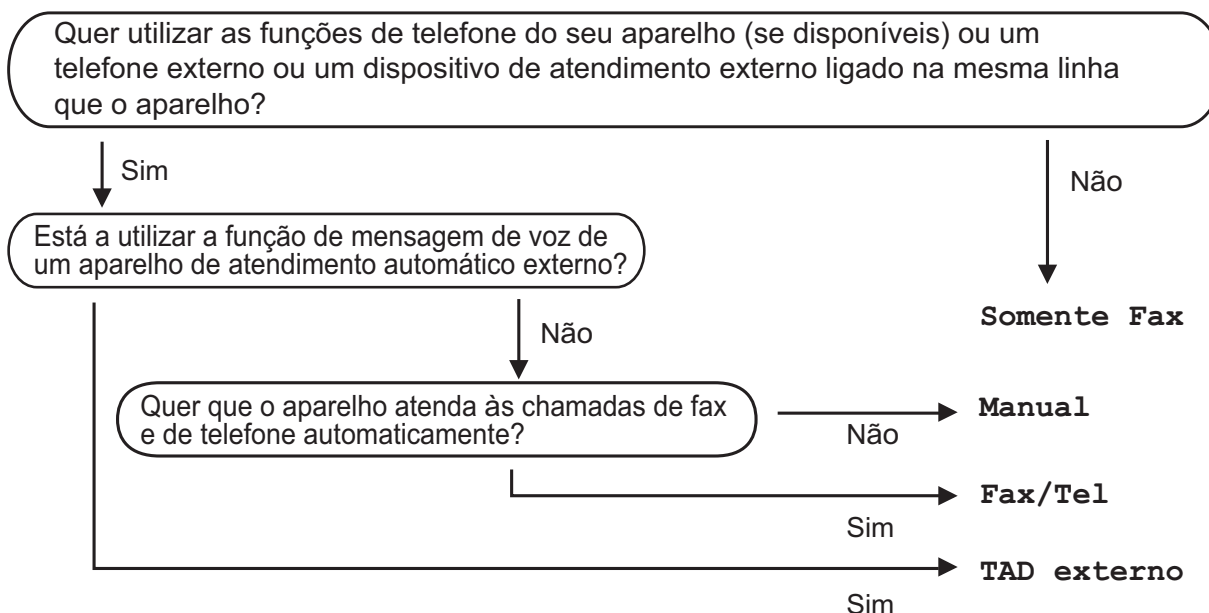 Quer utilizar as funções de telefone do seu aparelho (se disponíveis) ou um
telefone externo ou um dispositivo de atendimento externo ligado na mesma linha
que o aparelho?
Sim
Não
Está a utilizar a função de mensagem de voz de
um aparelho de atendimento automático externo?
Não
Somente Fax
Quer que o aparelho atenda às chamadas de fax
e de telefone automaticamente?
Manual
Não
Fax/Tel
Sim
TAD externo
Sim